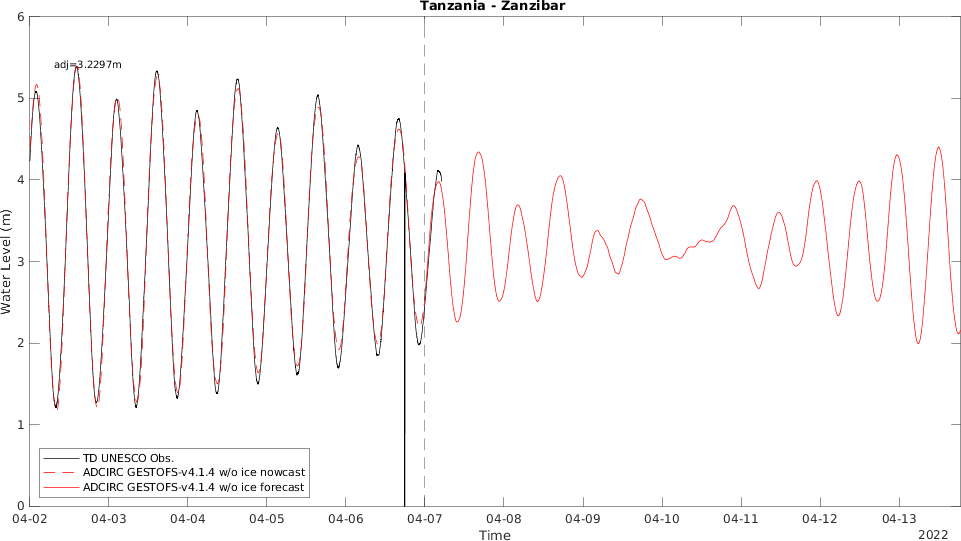 Tanzania - Zanzibar
adj=3.2297m
Water Level (m)
6
5
4
3
2
1
0
TD UNESCO Obs.
ADCIRC GESTOFS-v4.1.4 w/o ice nowcast
ADCIRC GESTOFS-v4.1.4 w/o ice forecast
04-02 04-03 04-04 04-05 04-06 04-07 04-08 04-09 04-10 04-11 04-12 04-13
Time
2022